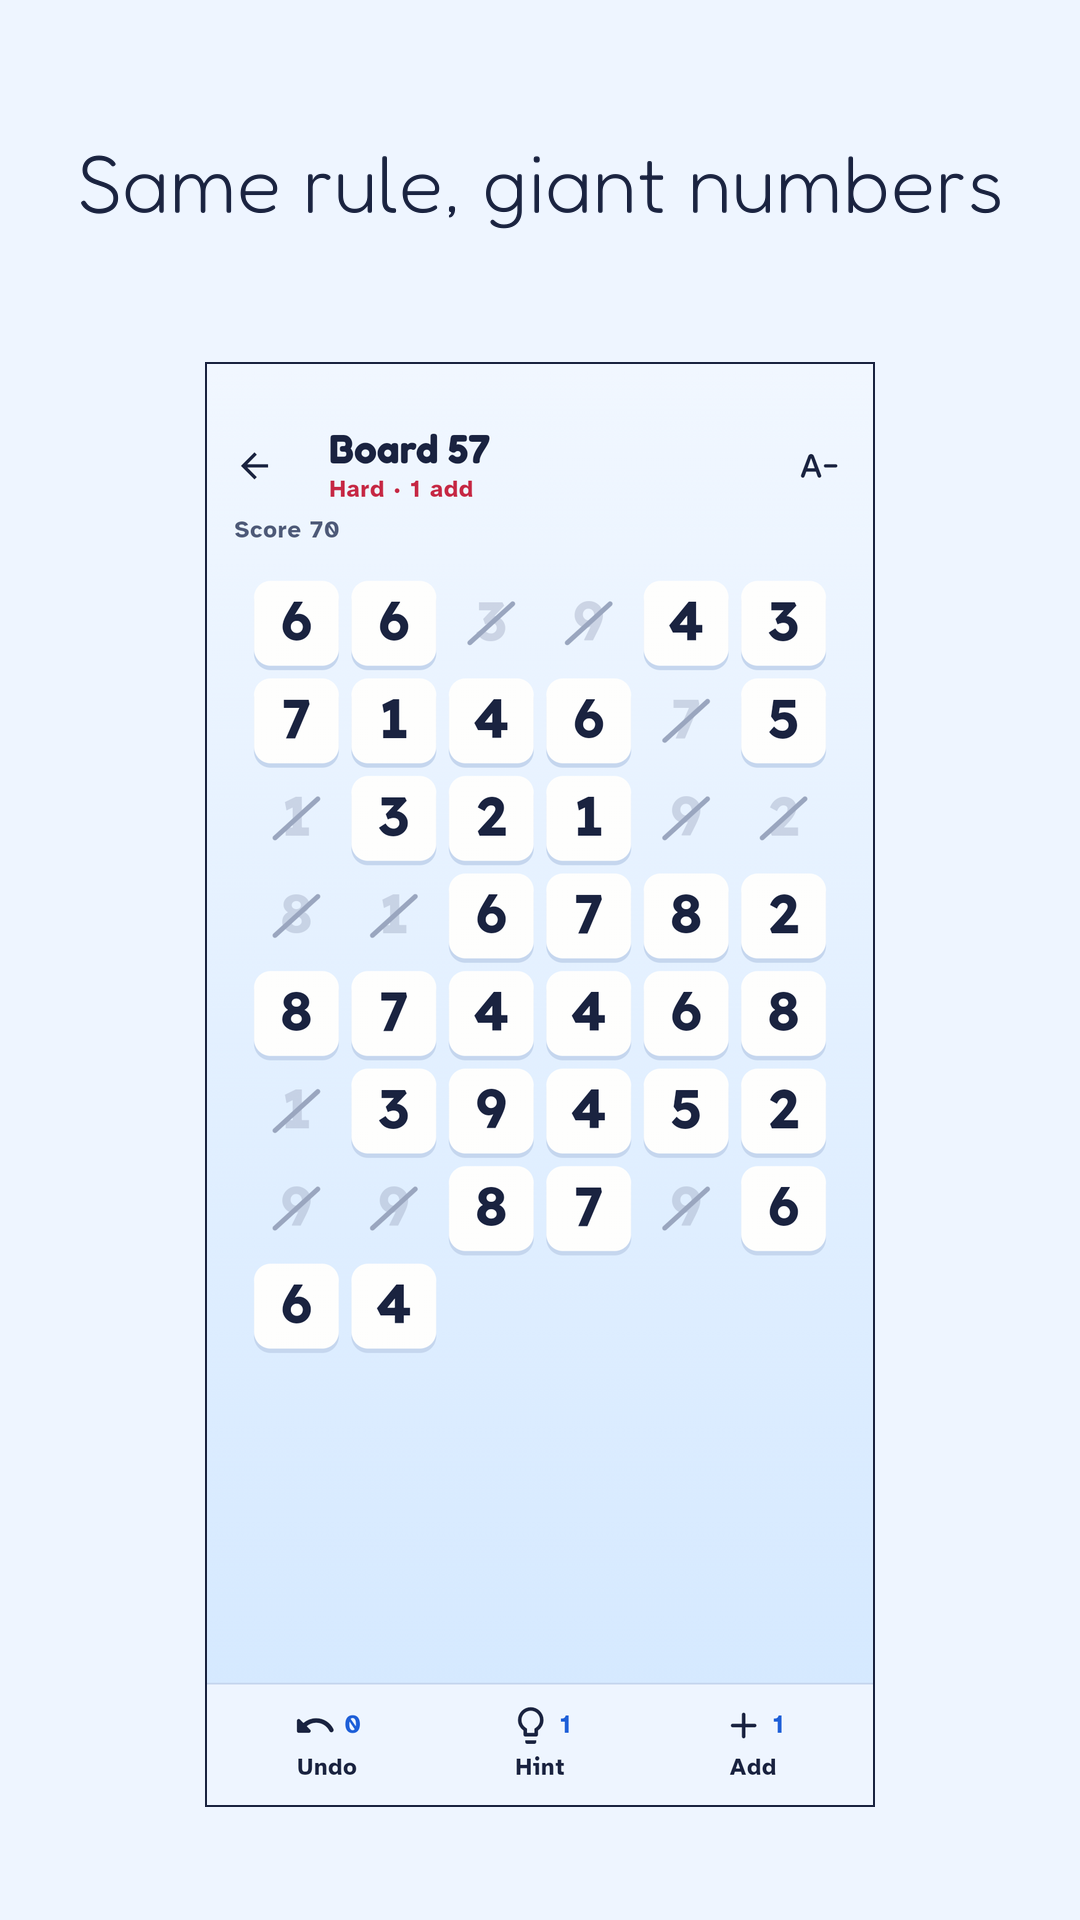 Same rule, giant numbers
Board 57
A-
Hard · 1 add
Score 70
6 6 3 9 4 3
7 1 4 6 7 5
1 3 2 1 9 2
8 1 6 7 8 2
8 7 4 4 6 8
1 3 9 4 5 2
9 9 8 7 9 6
6 4
0 1 + 1
Undo Hint Add